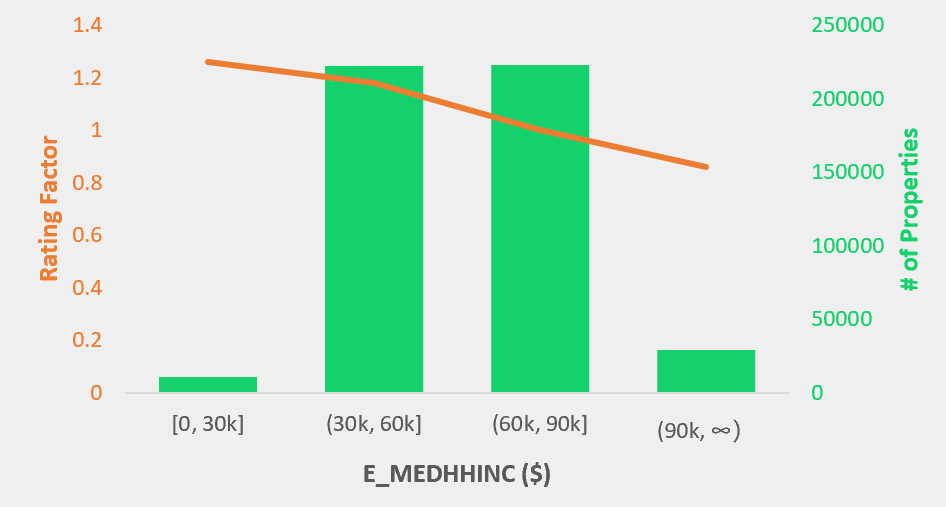 1.4
1.2
1
0.8
0.6
0.4
0.2
0
Rating Factor
250000
200000
150000
100000
50000
0
# of Properties
[0, 30k]
(30k, 60k]
(60k, 90k]
(90k, ∞)
E_MEDHHINC ($)